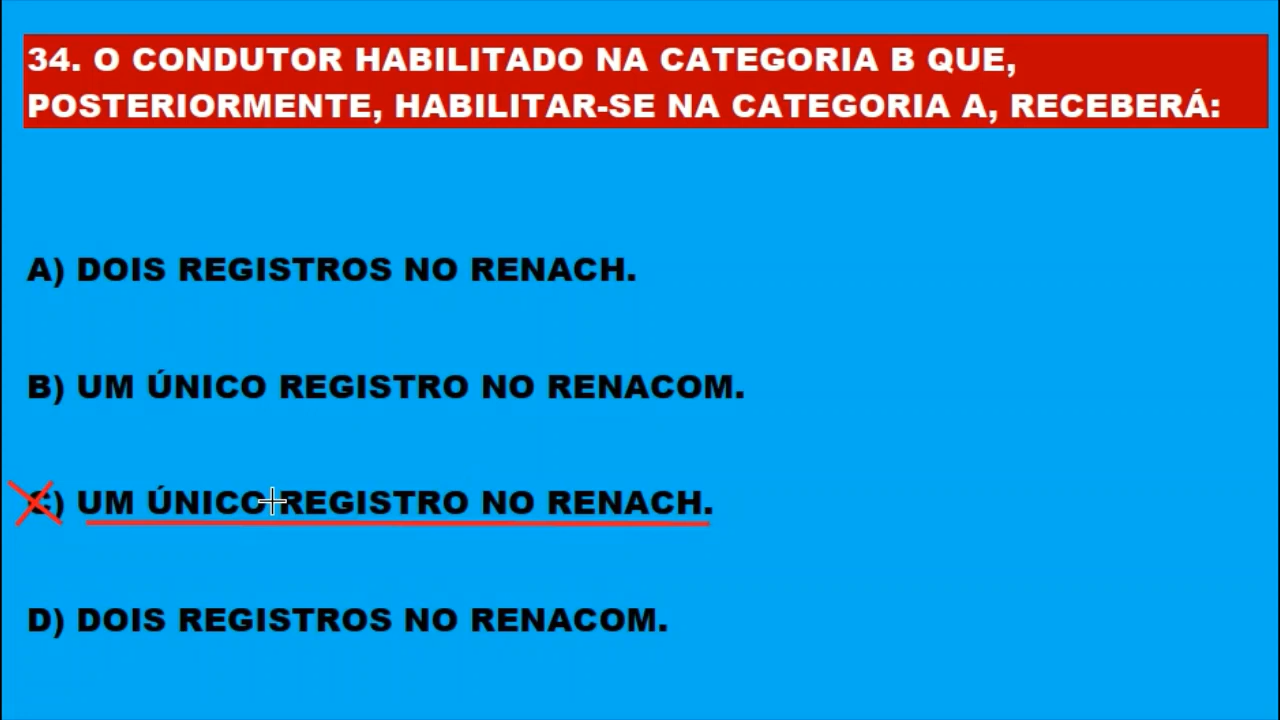 34. O CONDUTOR HABILITADO NA CATEGORIA B QUE,
POSTERIORMENTE, HABILITAR-SE NA CATEGORIA A, RECEBERÁ:
A) DOIS REGISTROS NO RENACH.
B) UM ÚNICO REGISTRO NO RENACOM.
C) UM ÚNICO REGISTRO NO RENACH.
D) DOIS REGISTROS NO RENACOM.